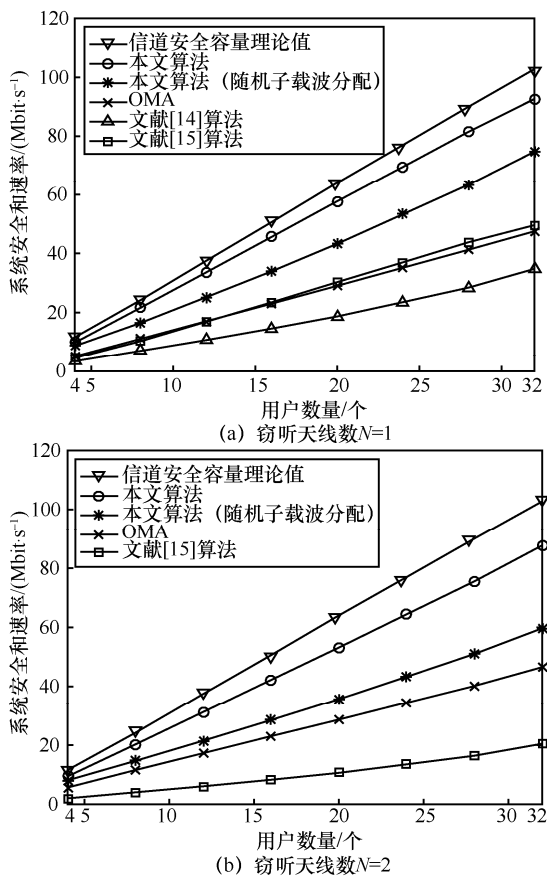 120
100
80
60
40
20
0
系统安全和速率/(Mbit·s⁻¹)
信道安全容量理论值
本文算法
本文算法（随机子载波分配）
OMA
文献[14]算法
文献[15]算法
4 5 10 15 20 25 30 32
用户数量/个
(a) 窃听天线数N=1
120
100
80
60
40
20
0
系统安全和速率/(Mbit·s⁻¹)
信道安全容量理论值
本文算法
本文算法（随机子载波分配）
OMA
文献[15]算法
4 5 10 15 20 25 30 32
用户数量/个
(b) 窃听天线数N=2